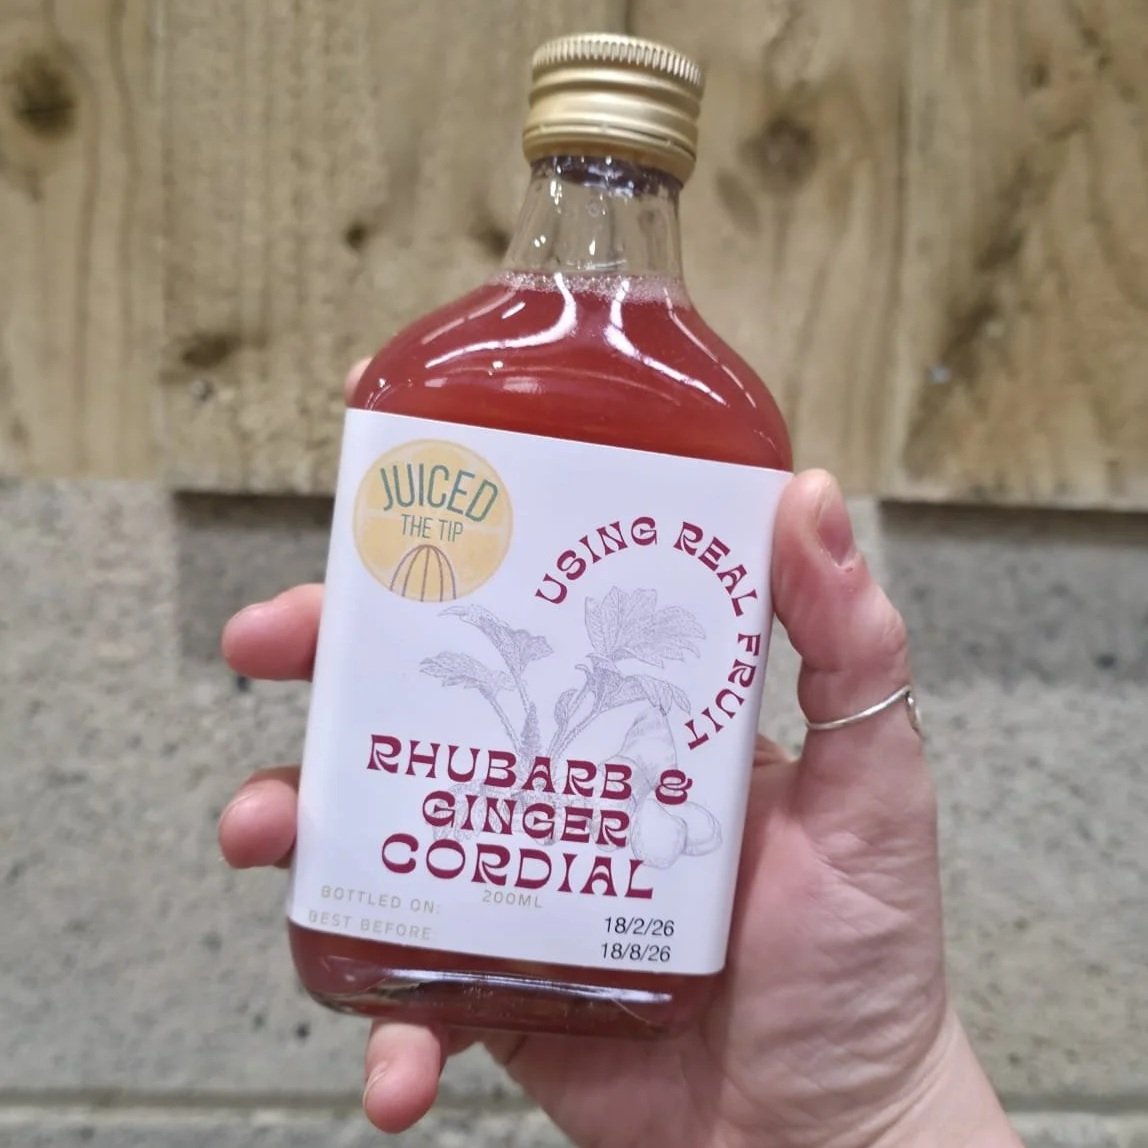 JUICED
THE TIP
USING REAL FRUIT
RHUBARB &
GINGER
CORDIAL
200ML
BOTTLED ON: 18/2/26
BEST BEFORE: 18/8/26